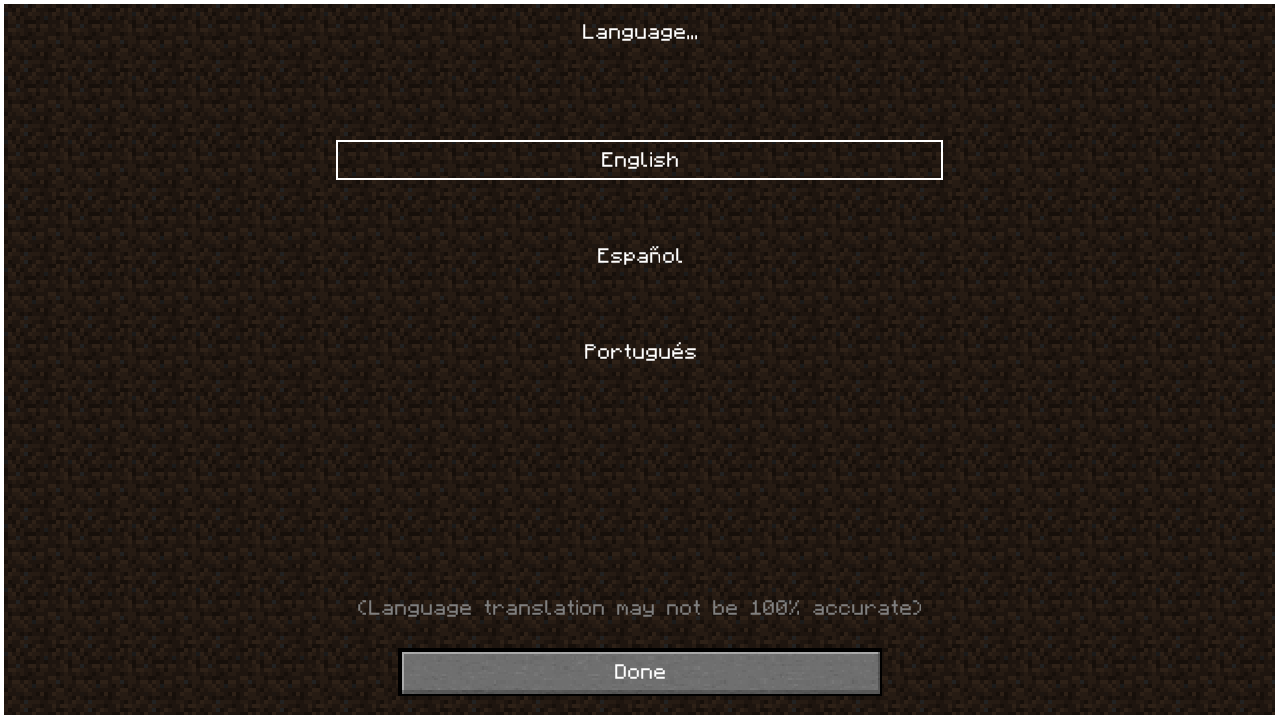 Language...
English
Español
Portugués
(Language translation may not be 100% accurate)
Done